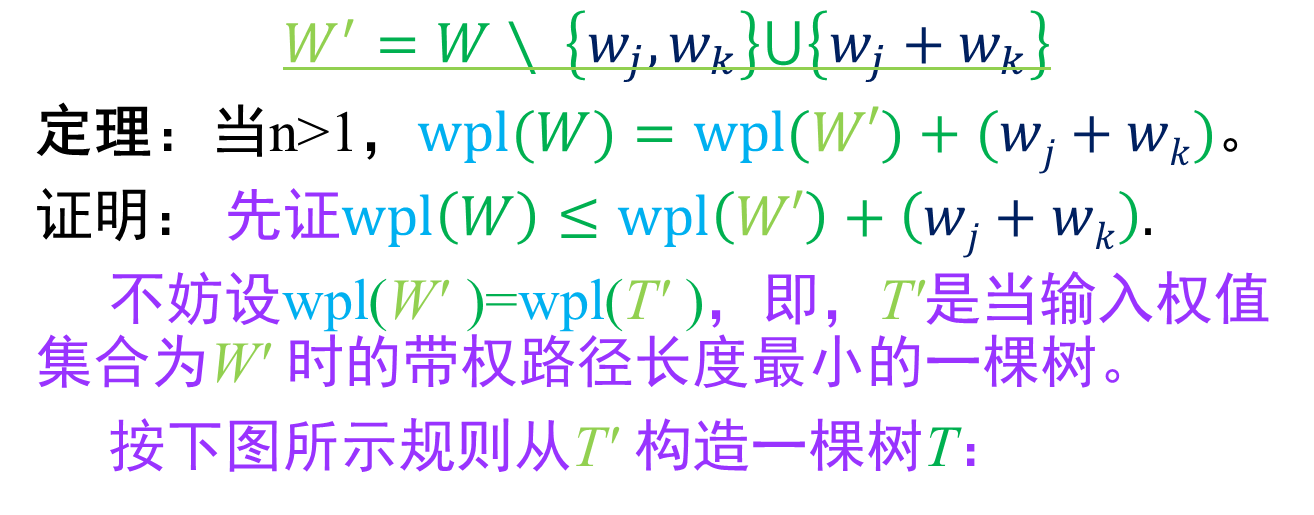 W′ = W \ {w_j, w_k}∪{w_j + w_k}
定理：当n>1，wpl(W) = wpl(W′) + (w_j + w_k)。
证明： 先证wpl(W) ≤ wpl(W′) + (w_j + w_k).
不妨设wpl(W′ )=wpl(T′ )，即，T′是当输入权值
集合为W′ 时的带权路径长度最小的一棵树。
按下图所示规则从T′ 构造一棵树T：